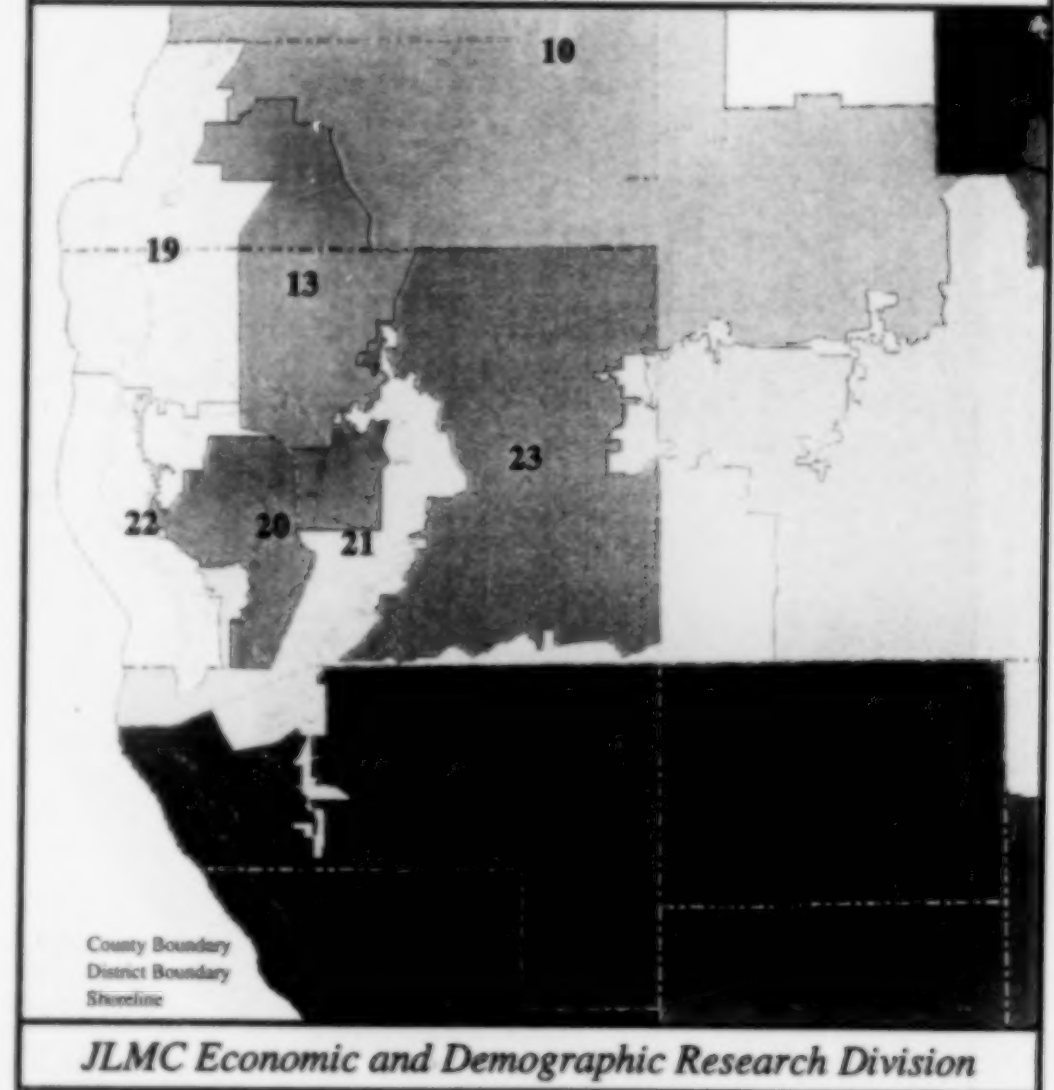 10
19
13
23
22
20
21
County Boundary
District Boundary
Shoreline
JLMC Economic and Demographic Research Division